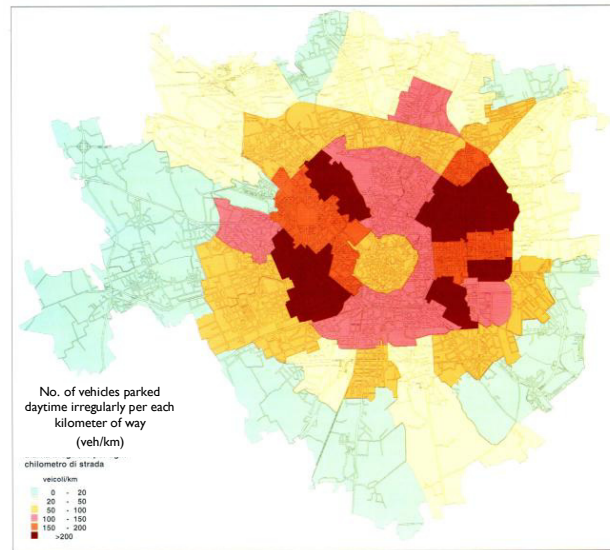 No. of vehicles parked
daytime irregularly per each
kilometer of way
(veh/km)
chilometro di strada
veicoli/km
0 - 20
20 - 50
50 - 100
100 - 150
150 - 200
>200